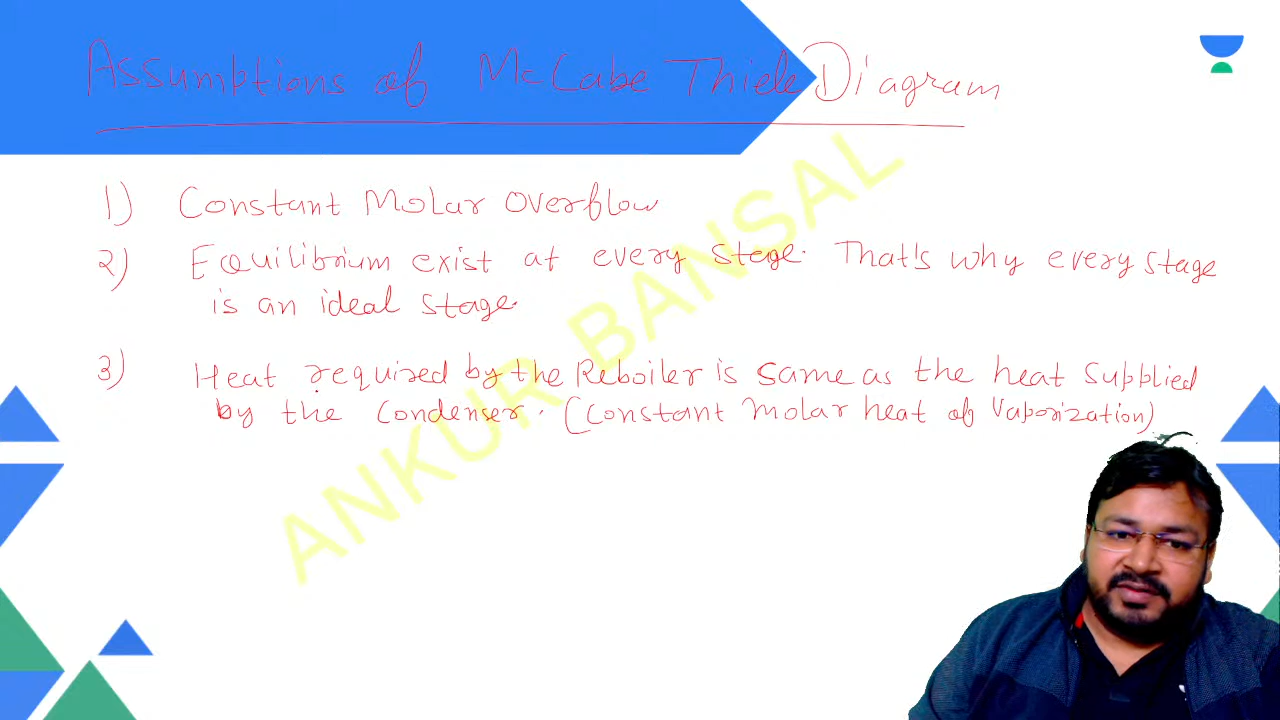 Assumptions of McCabe Thiele Diagram
1) Constant Molar Overflow
2) Equilibrium exist at every stage. That's why every stage
is an ideal stage.
3) Heat required by the Reboiler is same as the heat supplied
by the condenser. (constant molar heat of vaporization)
ANKUR BANSAL